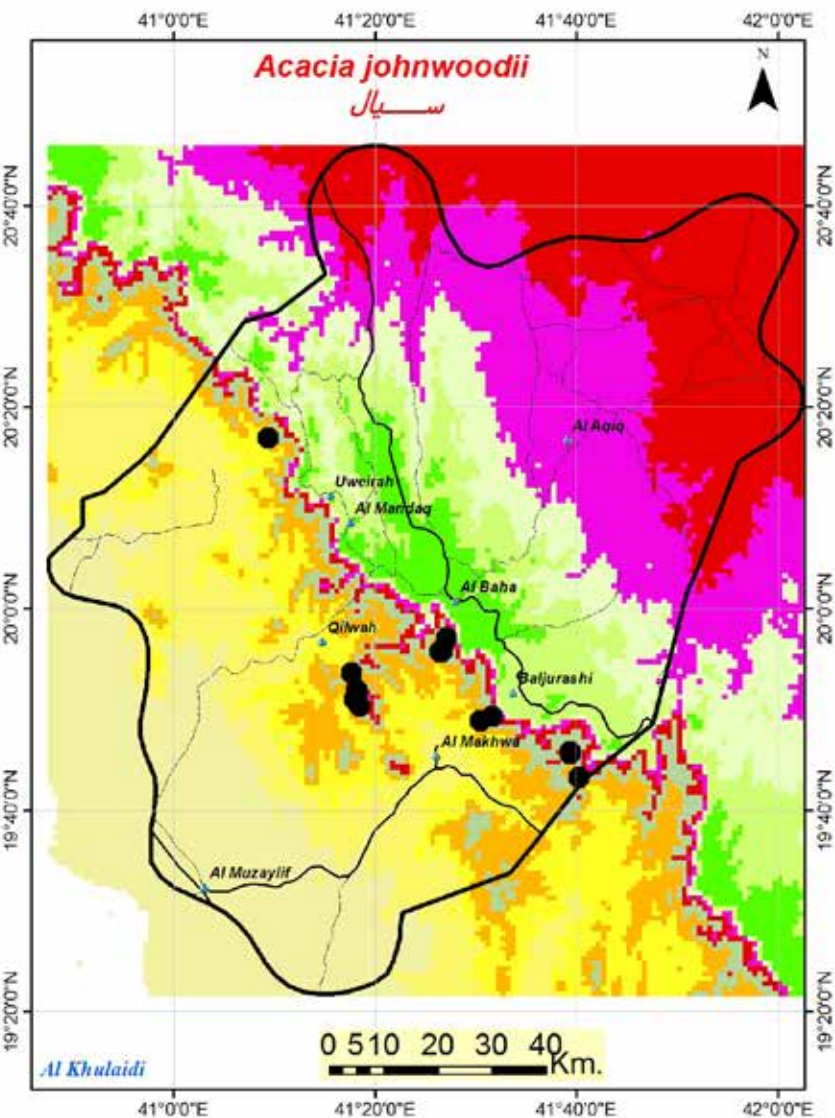 41°0'0"E 41°20'0"E 41°40'0"E 42°0'0"E
Acacia johnwoodii
ســـيال
N
20°40'0"N 20°40'0"N
20°20'0"N 20°20'0"N
Al Aqiq
Uweirah
Al Mandaq
Al Baha
20°0'0"N 20°0'0"N
Qilwah
Baljurashi
Al Makhwa
19°40'0"N 19°40'0"N
Al Muzaylif
19°20'0"N 19°20'0"N
0 5 10 20 30 40 Km.
Al Khulaidi
41°0'0"E 41°20'0"E 41°40'0"E 42°0'0"E